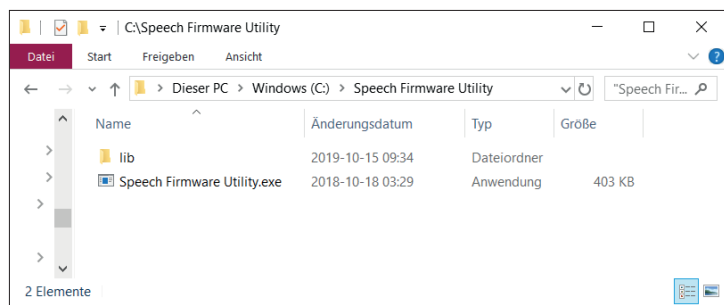 C:\Speech Firmware Utility
Datei Start Freigeben Ansicht
Dieser PC > Windows (C:) > Speech Firmware Utility "Speech Fir...
Name Änderungsdatum Typ Größe
lib 2019-10-15 09:34 Dateiordner
Speech Firmware Utility.exe 2018-10-18 03:29 Anwendung 403 KB
2 Elemente